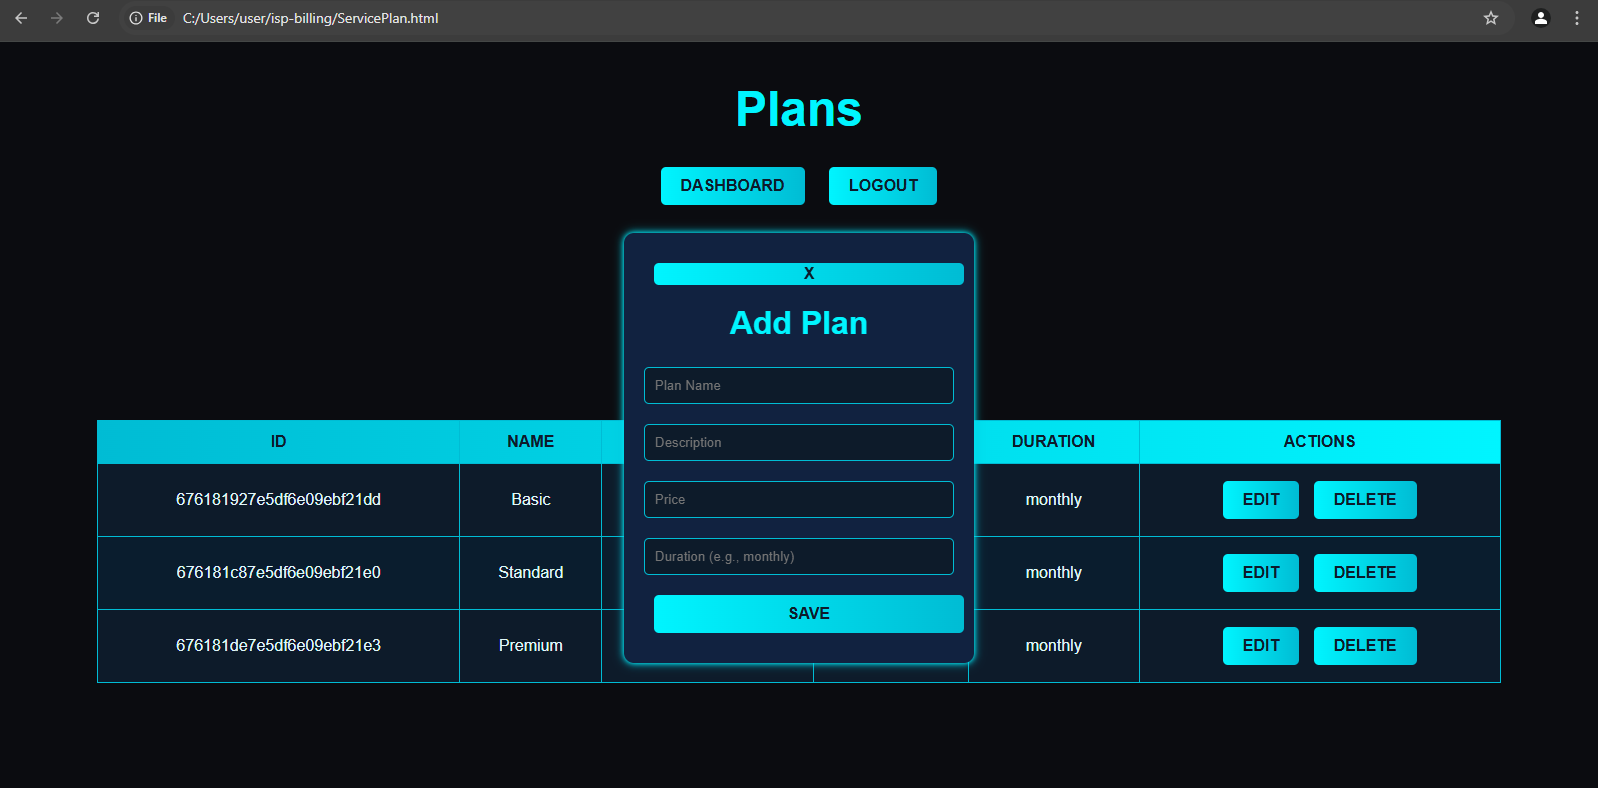 File C:/Users/user/isp-billing/ServicePlan.html
Plans
DASHBOARD LOGOUT
X
Add Plan
Plan Name
Description
Price
Duration (e.g., monthly)
SAVE
ID NAME DURATION ACTIONS
676181927e5df6e09ebf21dd Basic monthly EDIT DELETE
676181c87e5df6e09ebf21e0 Standard monthly EDIT DELETE
676181de7e5df6e09ebf21e3 Premium monthly EDIT DELETE